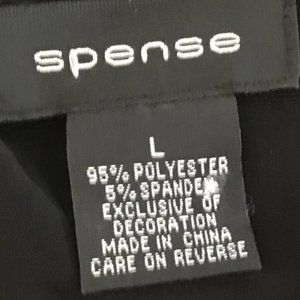 spense
L
95% POLYESTER
5% SPANDEX
EXCLUSIVE OF
DECORATION
MADE IN CHINA
CARE ON REVERSE